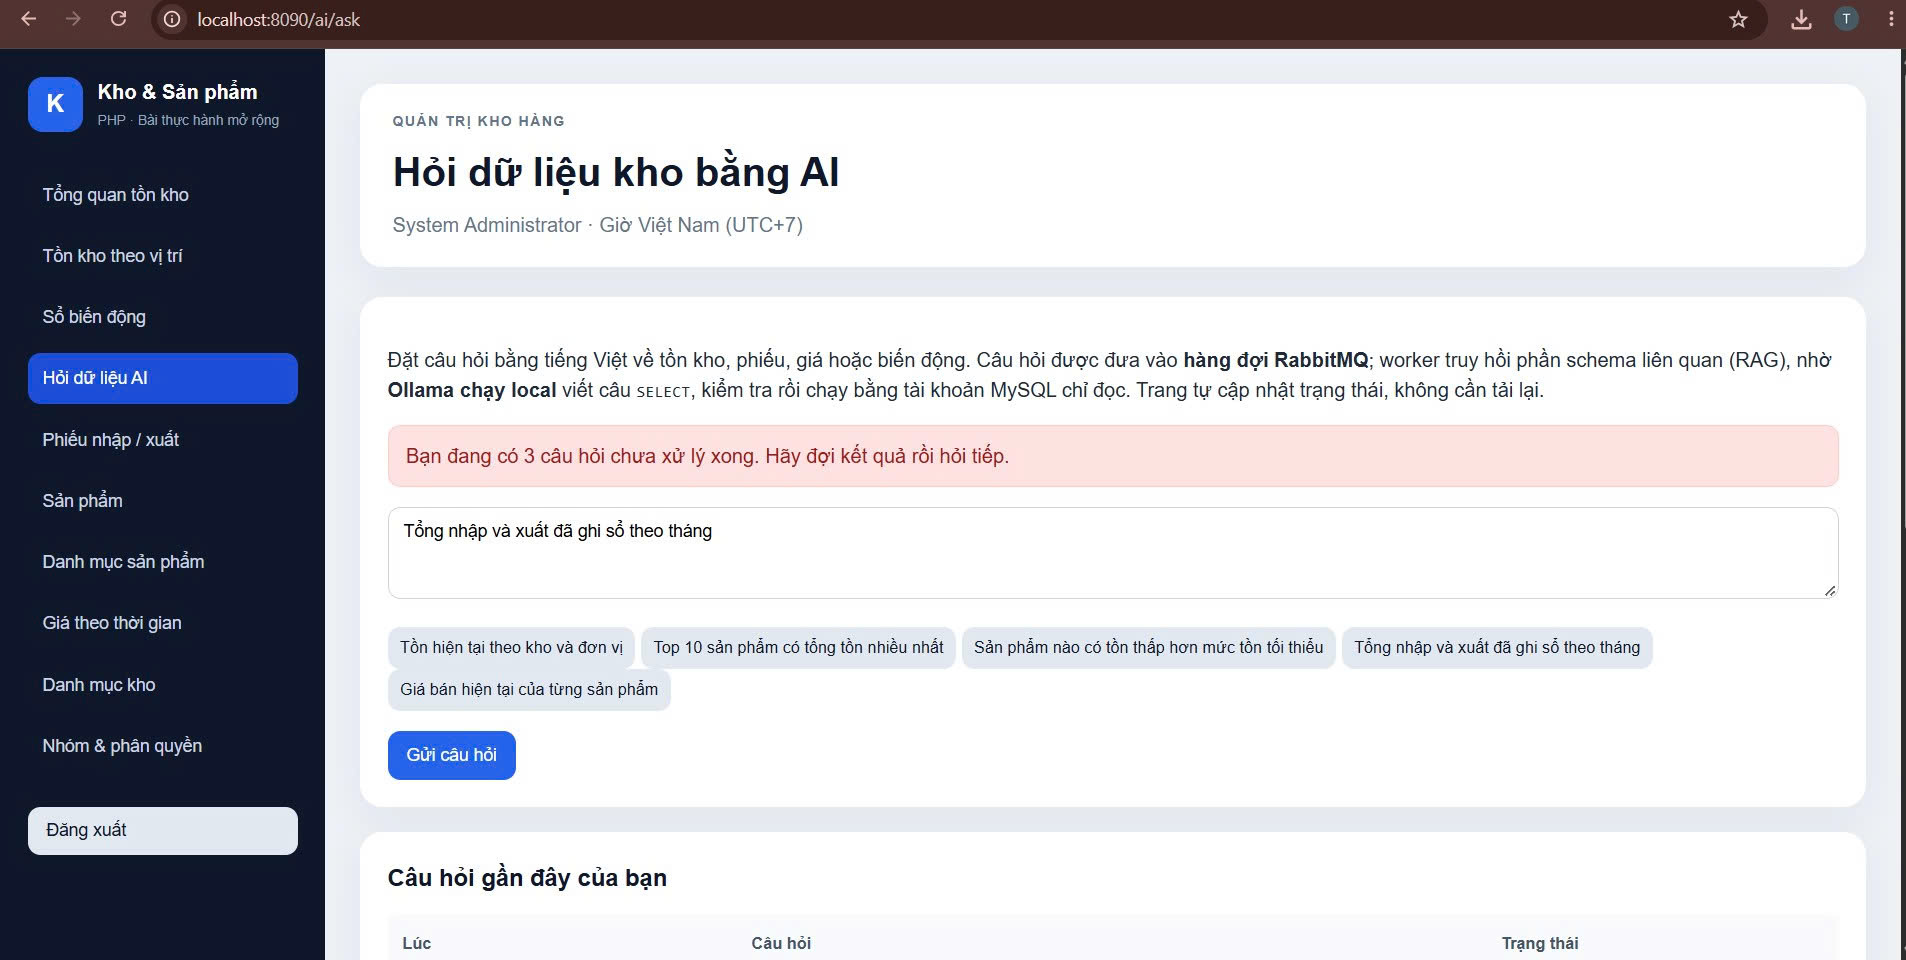 localhost:8090/ai/ask
T
K
Kho & Sản phẩm
PHP · Bài thực hành mở rộng
Tổng quan tồn kho
Tồn kho theo vị trí
Sổ biến động
Hỏi dữ liệu AI
Phiếu nhập / xuất
Sản phẩm
Danh mục sản phẩm
Giá theo thời gian
Danh mục kho
Nhóm & phân quyền
Đăng xuất
QUẢN TRỊ KHO HÀNG
Hỏi dữ liệu kho bằng AI
System Administrator · Giờ Việt Nam (UTC+7)
Đặt câu hỏi bằng tiếng Việt về tồn kho, phiếu, giá hoặc biến động. Câu hỏi được đưa vào hàng đợi RabbitMQ; worker truy hồi phần schema liên quan (RAG), nhờ
Ollama chạy local viết câu SELECT, kiểm tra rồi chạy bằng tài khoản MySQL chỉ đọc. Trang tự cập nhật trạng thái, không cần tải lại.
Bạn đang có 3 câu hỏi chưa xử lý xong. Hãy đợi kết quả rồi hỏi tiếp.
Tổng nhập và xuất đã ghi sổ theo tháng
Tồn hiện tại theo kho và đơn vị
Top 10 sản phẩm có tổng tồn nhiều nhất
Sản phẩm nào có tồn thấp hơn mức tồn tối thiểu
Tổng nhập và xuất đã ghi sổ theo tháng
Giá bán hiện tại của từng sản phẩm
Gửi câu hỏi
Câu hỏi gần đây của bạn
Lúc
Câu hỏi
Trạng thái